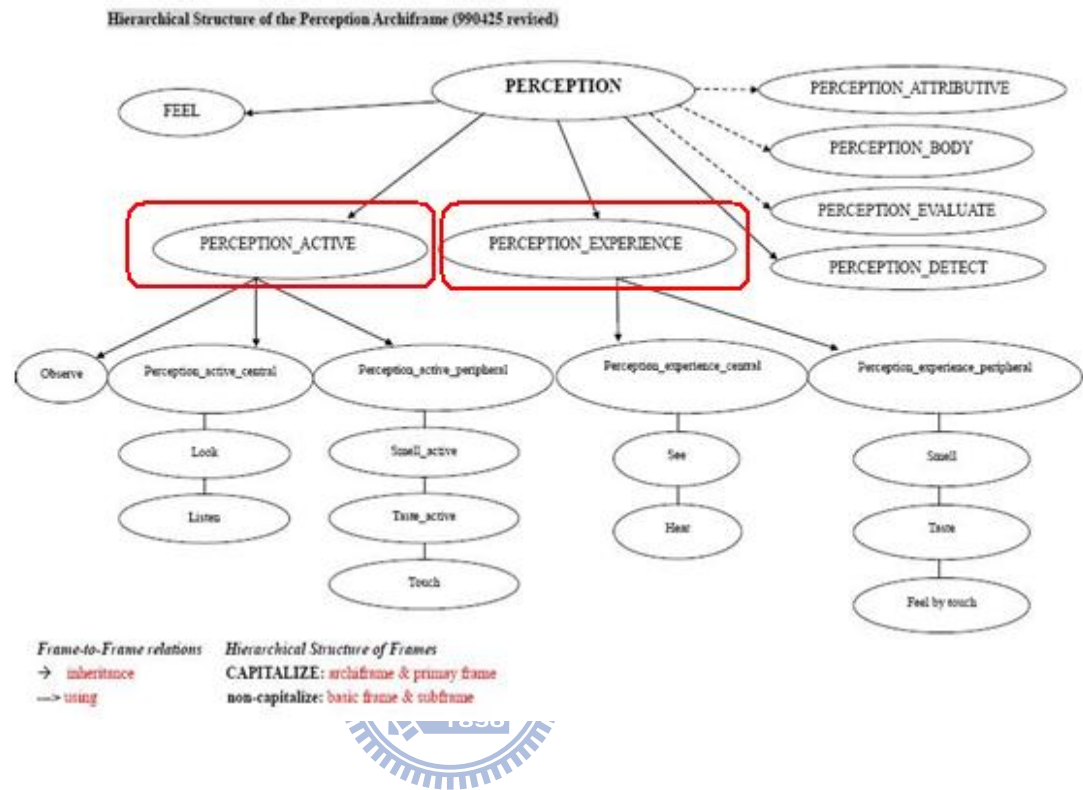 Hierarchical Structure of the Perception Archiframe (990425 revised)
PERCEPTION
FEEL
PERCEPTION_ATTRIBUTIVE
PERCEPTION_BODY
PERCEPTION_EVALUATE
PERCEPTION_DETECT
PERCEPTION_ACTIVE
PERCEPTION_EXPERIENCE
Observe
Perception_active_central
Perception_active_peripheral
Perception_experience_central
Perception_experience_peripheral
Look
Smell_active
See
Smell
Listen
Taste_active
Hear
Taste
Touch
Feel by touch
Frame-to-Frame relations
Hierarchical Structure of Frames
→ inheritance
CAPITALIZE: archiframe & primay frame
---> using
non-capitalize: basic frame & subframe
1896